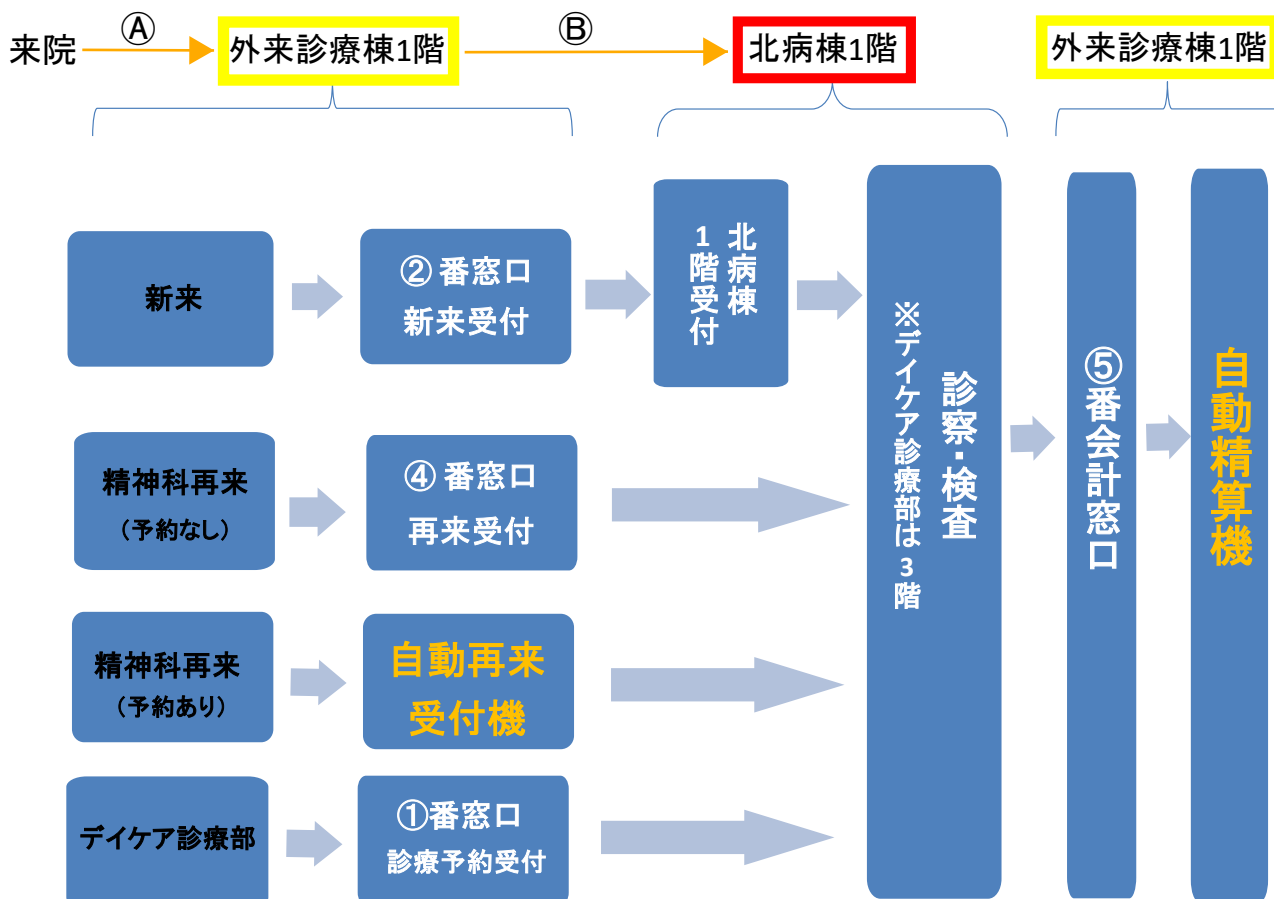 来院
Ⓐ
外来診療棟1階
Ⓑ
北病棟1階
外来診療棟1階
新来
②番窓口
新来受付
北病棟
1階受付
精神科再来
(予約なし)
④番窓口
再来受付
精神科再来
(予約あり)
自動再来
受付機
デイケア診療部
①番窓口
診療予約受付
診察・検査
※デイケア診療部は3階
⑤番会計窓口
自動精算機